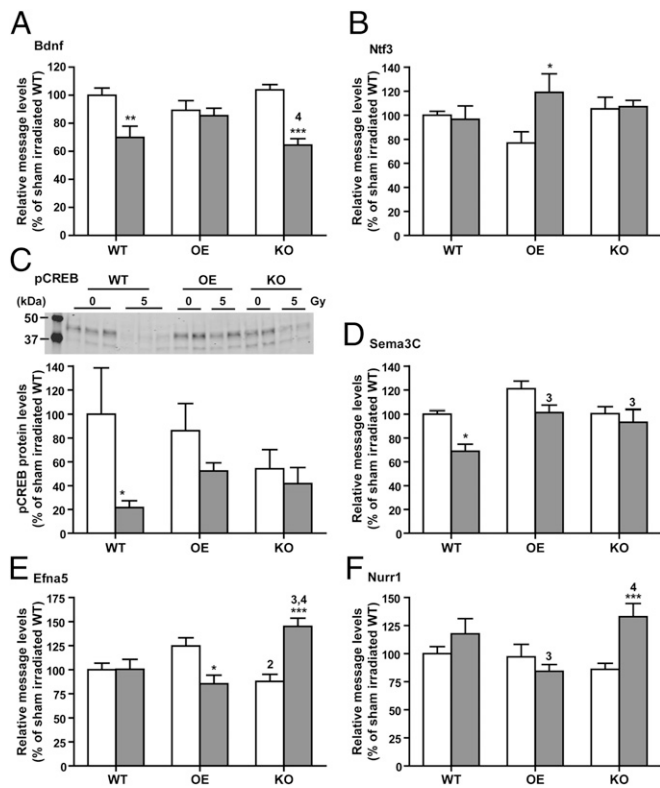 A
Bdnf
Relative message levels
(% of sham irradiated WT)
120
100
80
60
40
20
0
**
4
***
WT OE KO
B
Ntf3
Relative message levels
(% of sham irradiated WT)
140
120
100
80
60
40
20
0
*
WT OE KO
C
pCREB WT OE KO
(kDa) 0 5 0 5 0 5 Gy
50
37
pCREB protein levels
(% of sham irradiated WT)
140
120
100
80
60
40
20
0
*
WT OE KO
D
Sema3C
Relative message levels
(% of sham irradiated WT)
140
120
100
80
60
40
20
0
*
3
3
WT OE KO
E
Efna5
Relative message levels
(% of sham irradiated WT)
175
150
125
100
75
50
25
0
*
2
3,4
***
WT OE KO
F
Nurr1
Relative message levels
(% of sham irradiated WT)
150
125
100
75
50
25
0
3
4
***
WT OE KO